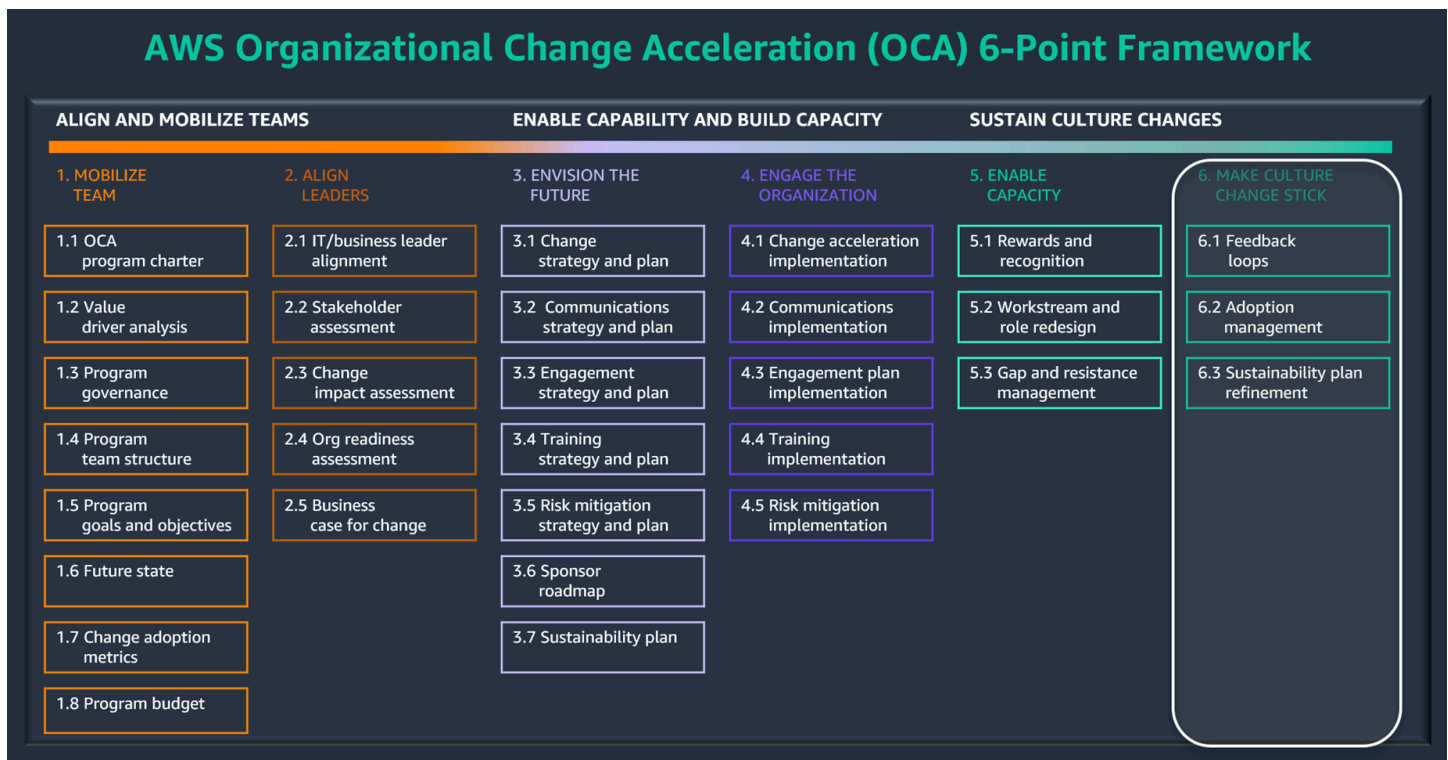 AWS Organizational Change Acceleration (OCA) 6-Point Framework
ALIGN AND MOBILIZE TEAMS
ENABLE CAPABILITY AND BUILD CAPACITY
SUSTAIN CULTURE CHANGES
1. MOBILIZE
TEAM
1.1 OCA
program charter
1.2 Value
driver analysis
1.3 Program
governance
1.4 Program
team structure
1.5 Program
goals and objectives
1.6 Future state
1.7 Change adoption
metrics
1.8 Program budget
2. ALIGN
LEADERS
2.1 IT/business leader
alignment
2.2 Stakeholder
assessment
2.3 Change
impact assessment
2.4 Org readiness
assessment
2.5 Business
case for change
3. ENVISION THE
FUTURE
3.1 Change
strategy and plan
3.2 Communications
strategy and plan
3.3 Engagement
strategy and plan
3.4 Training
strategy and plan
3.5 Risk mitigation
strategy and plan
3.6 Sponsor
roadmap
3.7 Sustainability plan
4. ENGAGE THE
ORGANIZATION
4.1 Change acceleration
implementation
4.2 Communications
implementation
4.3 Engagement plan
implementation
4.4 Training
implementation
4.5 Risk mitigation
implementation
5. ENABLE
CAPACITY
5.1 Rewards and
recognition
5.2 Workstream and
role redesign
5.3 Gap and resistance
management
6. MAKE CULTURE
CHANGE STICK
6.1 Feedback
loops
6.2 Adoption
management
6.3 Sustainability plan
refinement